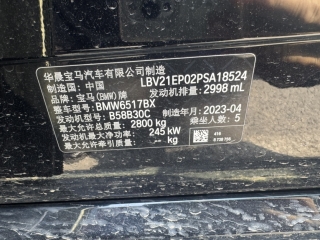 华晨宝马汽车有限公司制造
制造国：中国 LBV21EP02PSA18524
品牌：宝马(BMW)牌 发动机排量：2998 mL
整车型号：BMW6517BX
发动机型号：B58B30C 制造年月：2023-04
最大允许总质量：2800 kg 乘坐人数：5
发动机最大净功率：245 kW
最大允许牵引质量：-- kg